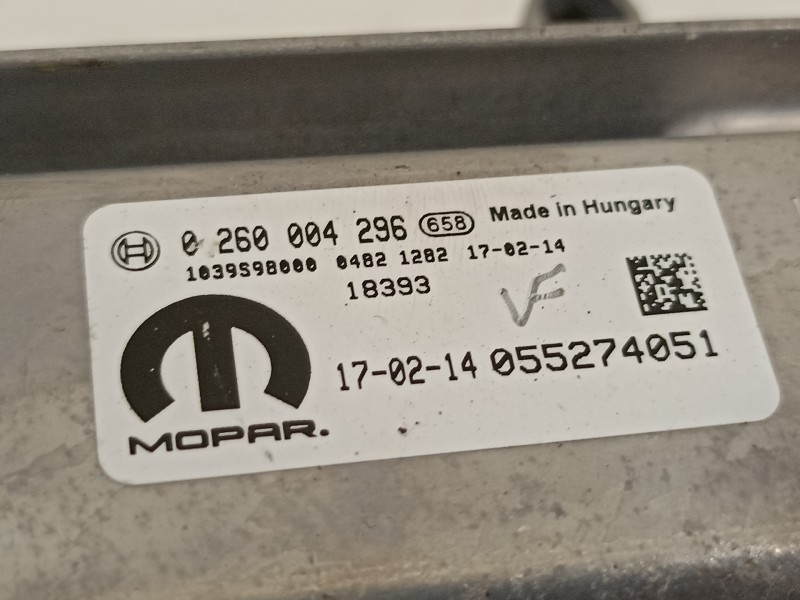 0 260 004 296 658 Made in Hungary
1039S98000 0482 1282 17-02-14
18393
VF
17-02-14 055274051
MOPAR.